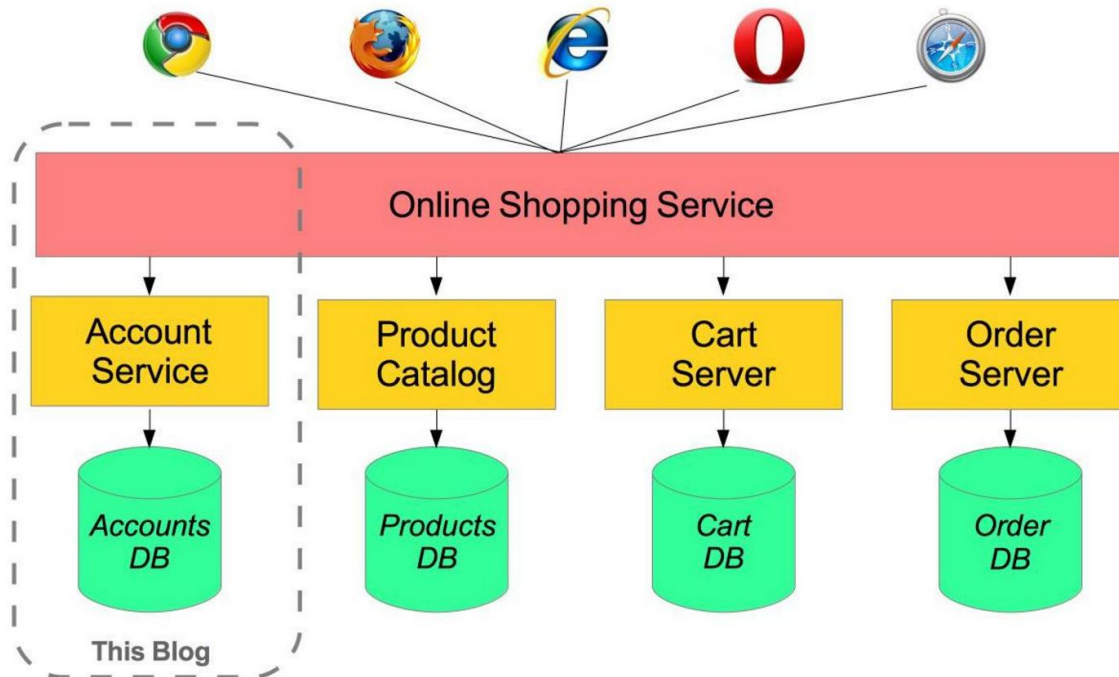 Online Shopping Service
Account
Service
Product
Catalog
Cart
Server
Order
Server
Accounts
DB
Products
DB
Cart
DB
Order
DB
This Blog